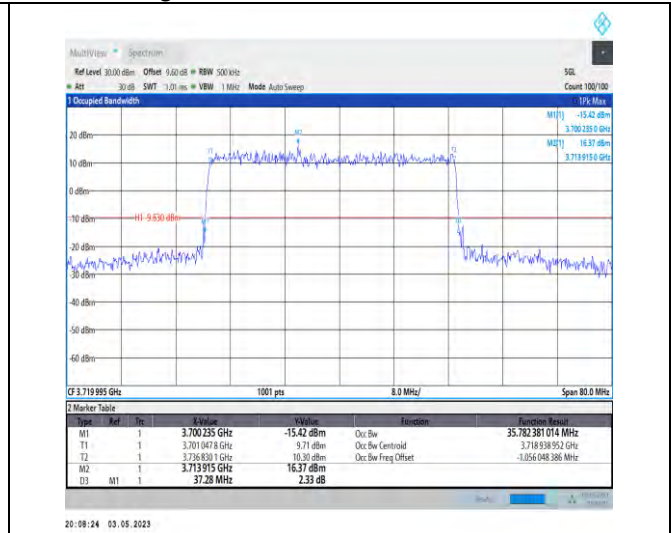 MultiView Spectrum
Ref Level 30.00 dBm Offset 9.60 dB RBW 500 kHz SGL
Att 30 dB SWT 1.01 ms VBW 1 MHz Mode Auto Sweep Count 100/100
1 Occupied Bandwidth 1Pk Max
M1[1] -15.42 dBm
3.700 235 0 GHz
M2[1] 16.37 dBm
3.713 915 0 GHz
20 dBm
10 dBm
0 dBm
-10 dBm
H1 -9.630 dBm
-20 dBm
-30 dBm
-40 dBm
-50 dBm
-60 dBm
M2
T1
T2
CF 3.719 995 GHz 1001 pts 8.0 MHz/ Span 80.0 MHz
2 Marker Table
Type Ref Trc X-Value Y-Value Function Function Result
M1 1 3.700 235 GHz -15.42 dBm Occ Bw 35.782 381 014 MHz
T1 1 3.701 047 8 GHz 9.71 dBm Occ Bw Centroid 3.718 938 952 GHz
T2 1 3.736 830 1 GHz 10.30 dBm Occ Bw Freq Offset -1.056 048 386 MHz
M2 1 3.713 915 GHz 16.37 dBm
D3 M1 1 37.28 MHz 2.33 dB
20:08:24 03.05.2023